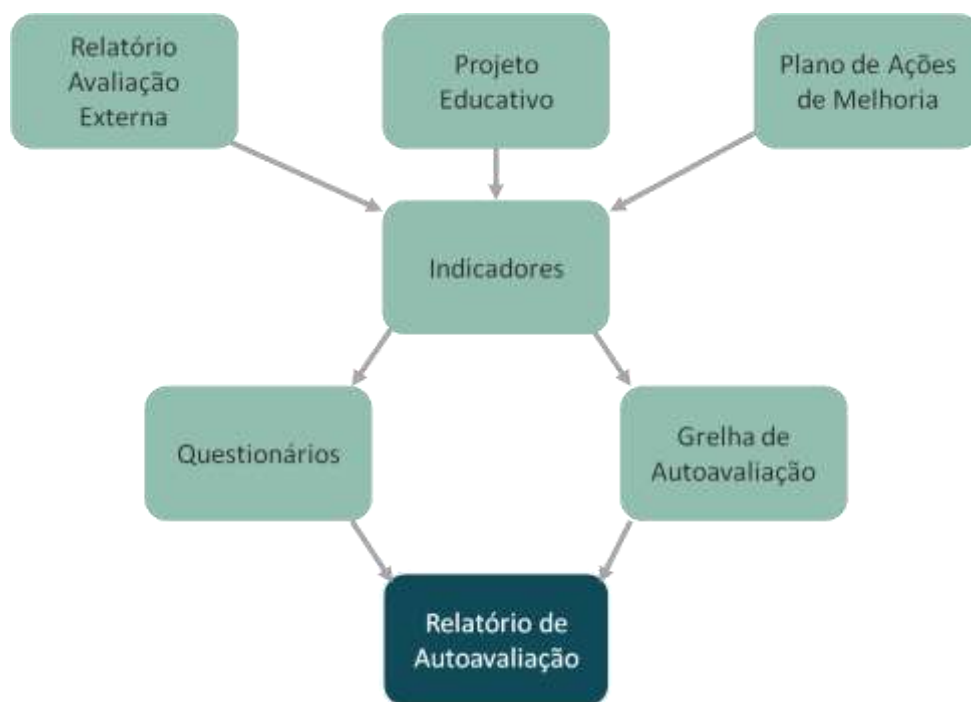 Relatório
Avaliação
Externa
Projeto
Educativo
Plano de Ações
de Melhoria
Indicadores
Questionários
Grelha de
Autoavaliação
Relatório de
Autoavaliação